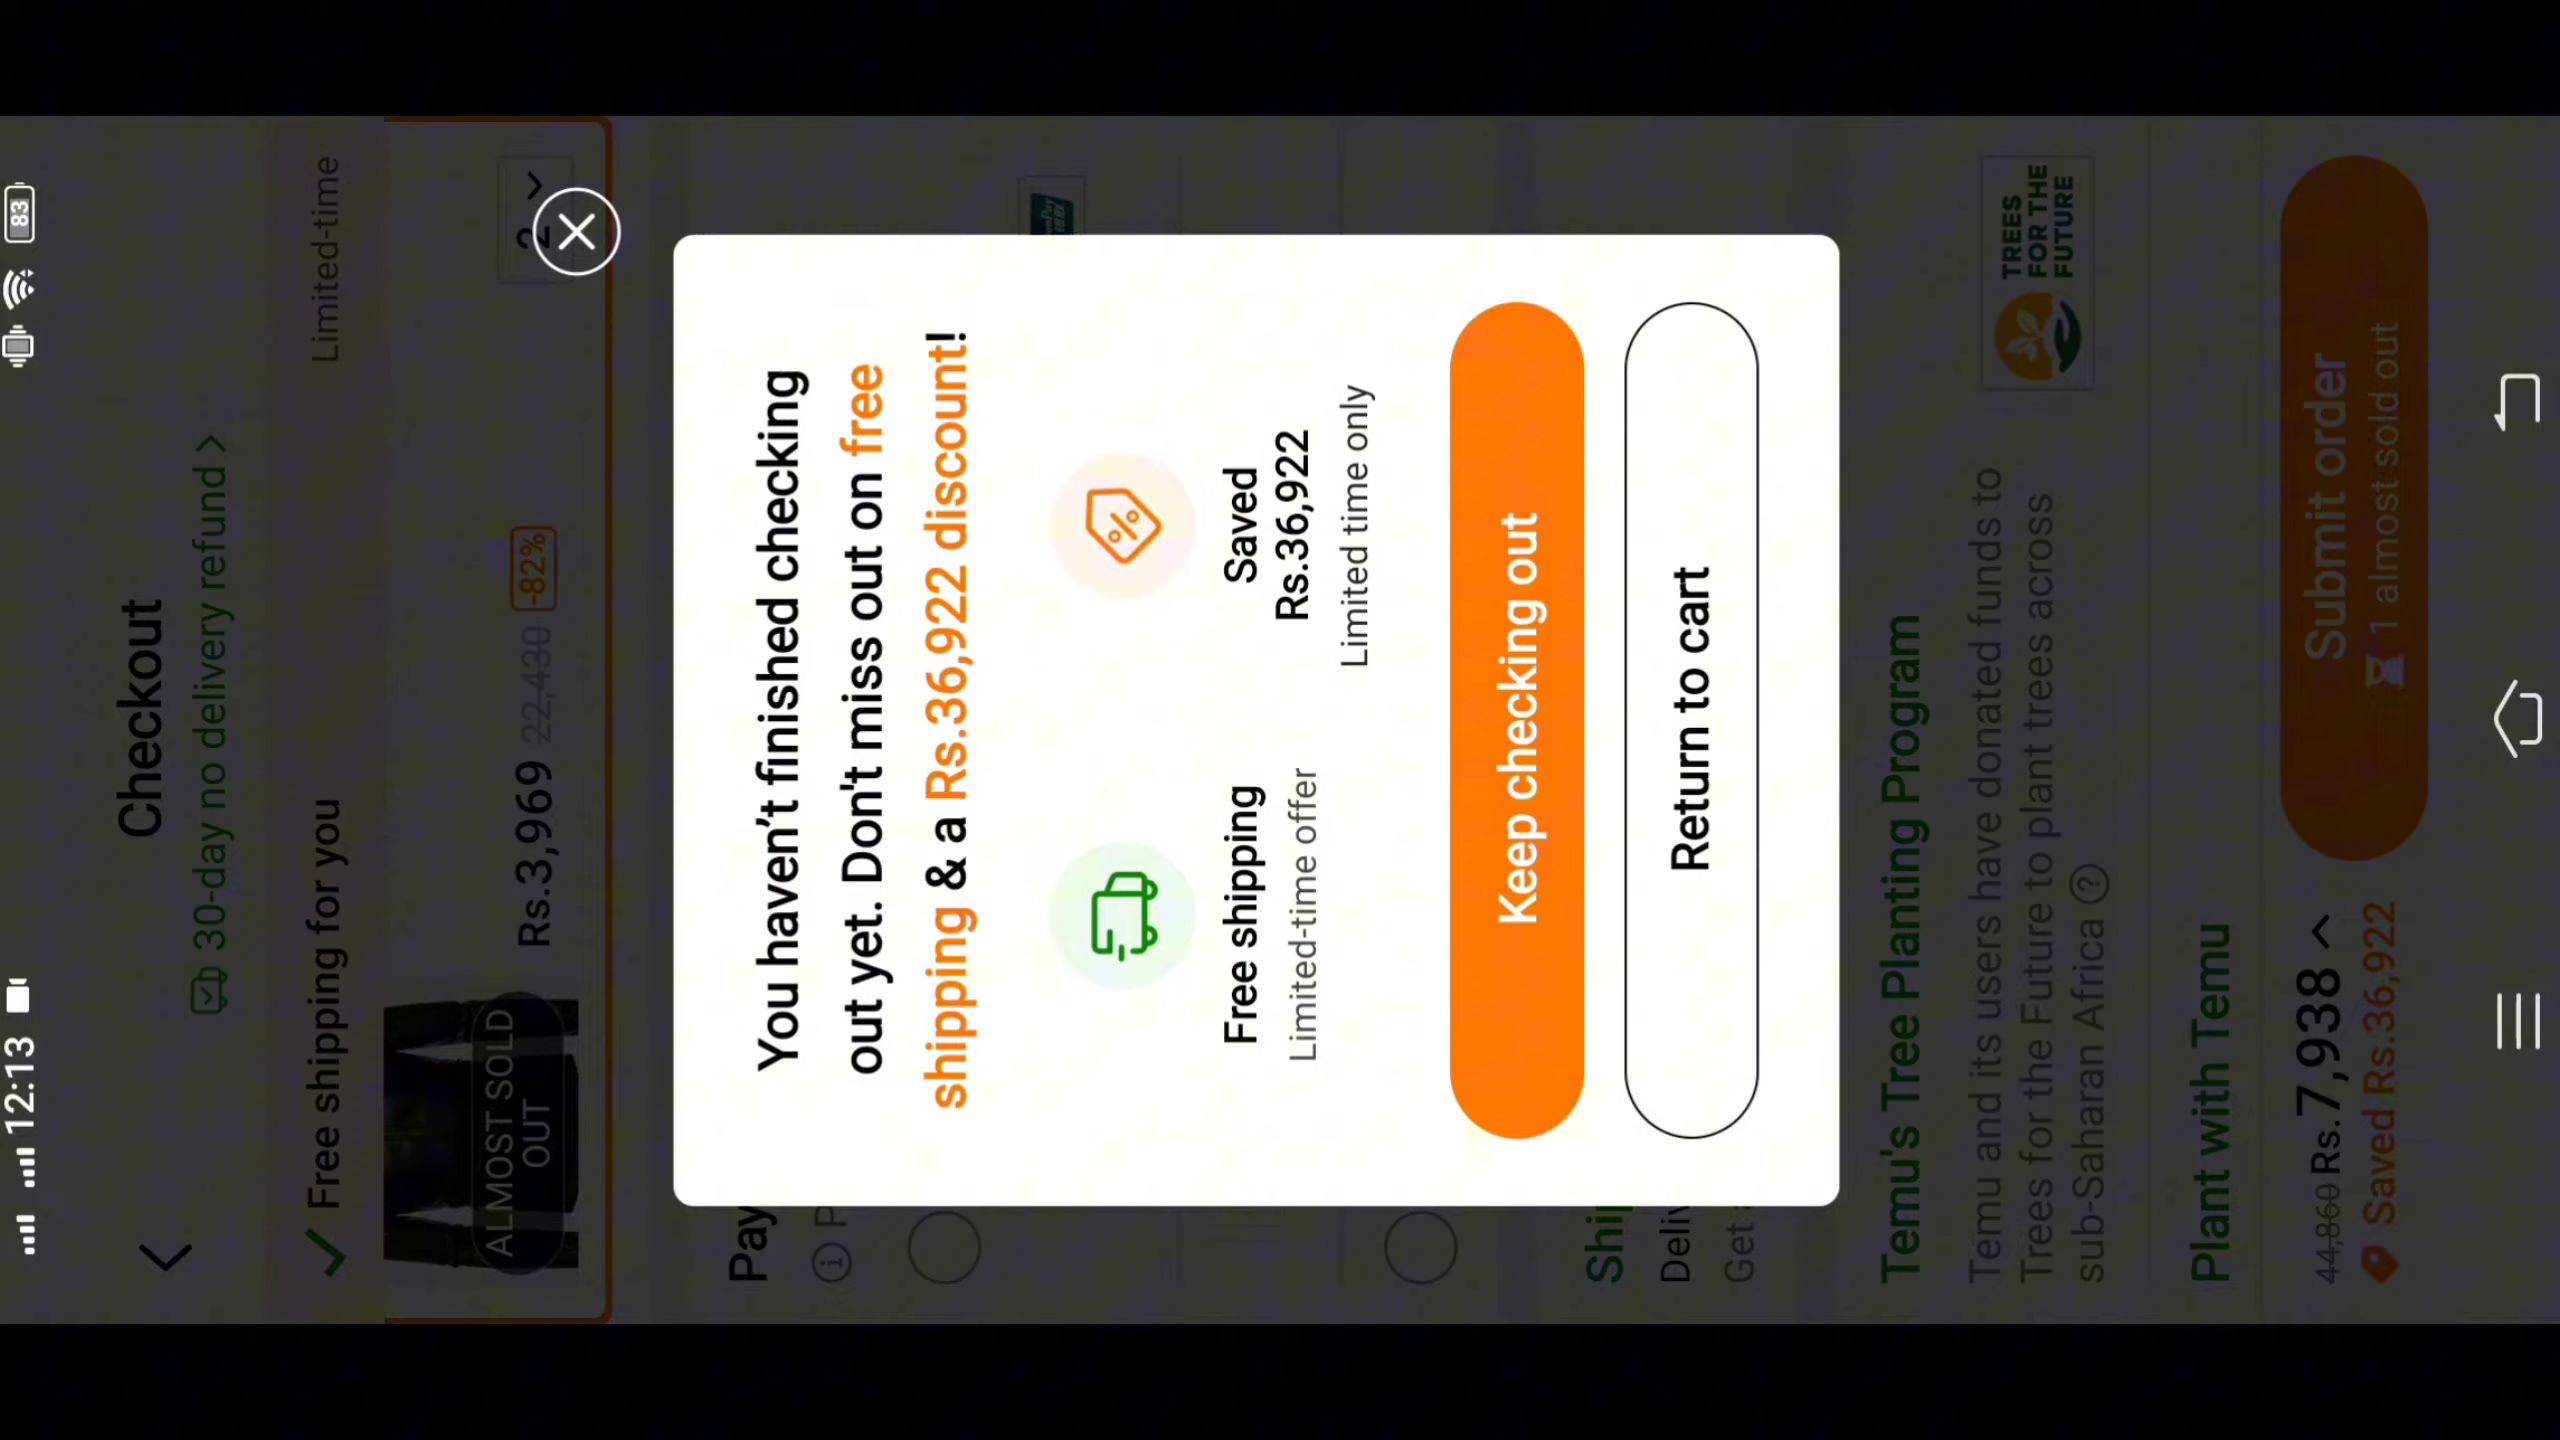 12:13
83
Checkout
30-day no delivery refund >
Free shipping for you
Limited-time
ALMOST SOLD
OUT
Rs.3,969 22,430 -82%
2
Pay
You haven't finished checking
out yet. Don't miss out on free
shipping & a Rs.36,922 discount!
Free shipping
Limited-time offer
Saved
Rs.36,922
Limited time only
Keep checking out
Return to cart
Ship
Deliv
Get
Temu's Tree Planting Program
Temu and its users have donated funds to
Trees for the Future to plant trees across
sub-Saharan Africa ?
TREES
FOR THE
FUTURE
Plant with Temu
44,860 Rs.7,938
Saved Rs.36,922
Submit order
1 almost sold out